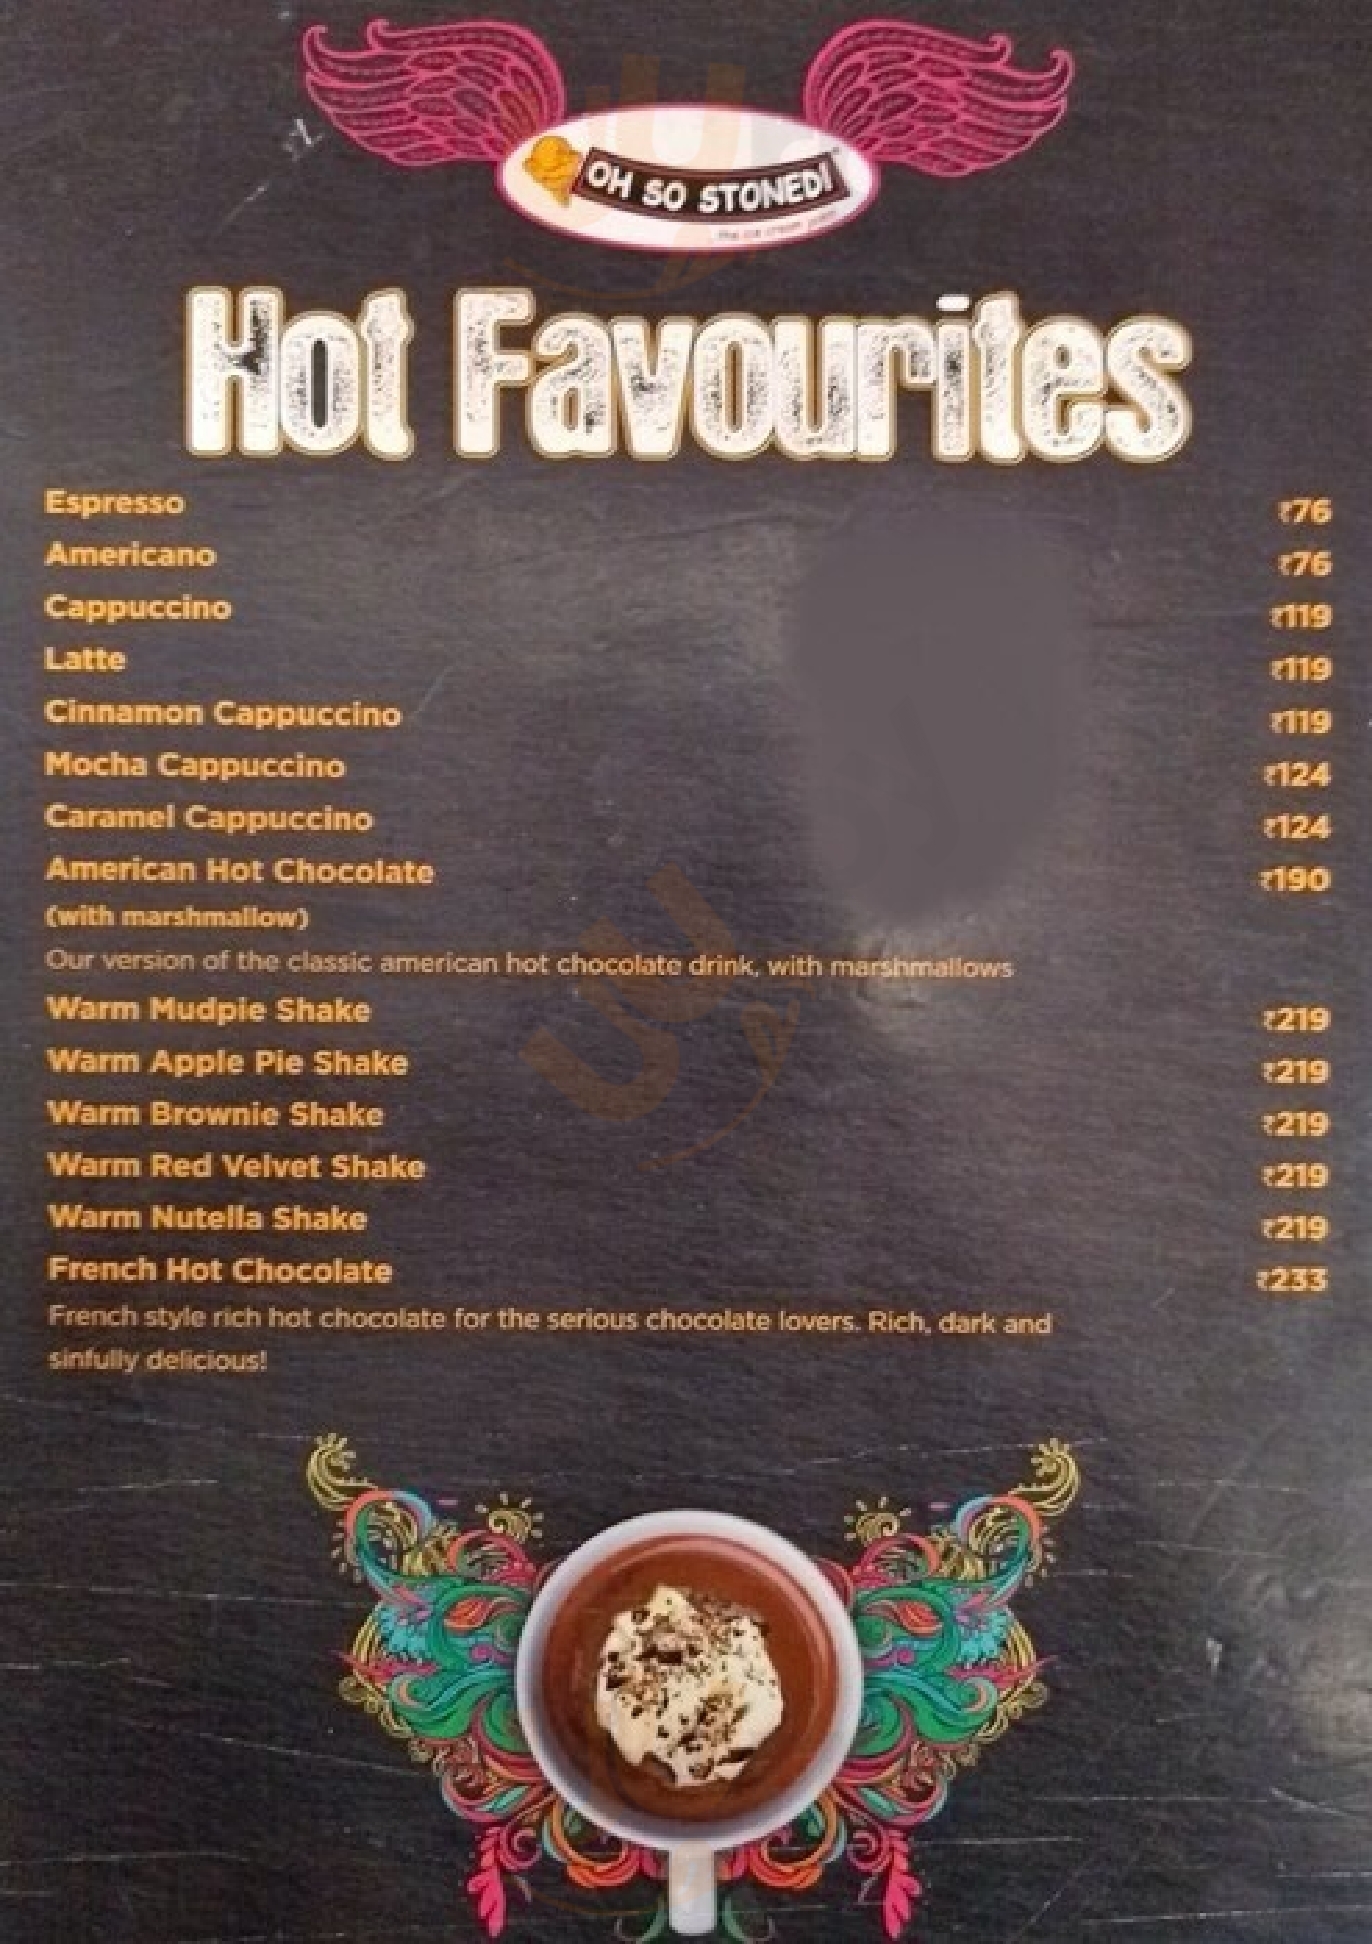 OH SO STONED!
Hot Favourites
Espresso ₹76
Americano ₹76
Cappuccino ₹119
Latte ₹119
Cinnamon Cappuccino ₹119
Mocha Cappuccino ₹124
Caramel Cappuccino ₹124
American Hot Chocolate ₹190
(with marshmallow)
Our version of the classic american hot chocolate drink, with marshmallows
Warm Mudpie Shake ₹219
Warm Apple Pie Shake ₹219
Warm Brownie Shake ₹219
Warm Red Velvet Shake ₹219
Warm Nutella Shake ₹219
French Hot Chocolate ₹233
French style rich hot chocolate for the serious chocolate lovers. Rich, dark and
sinfully delicious!